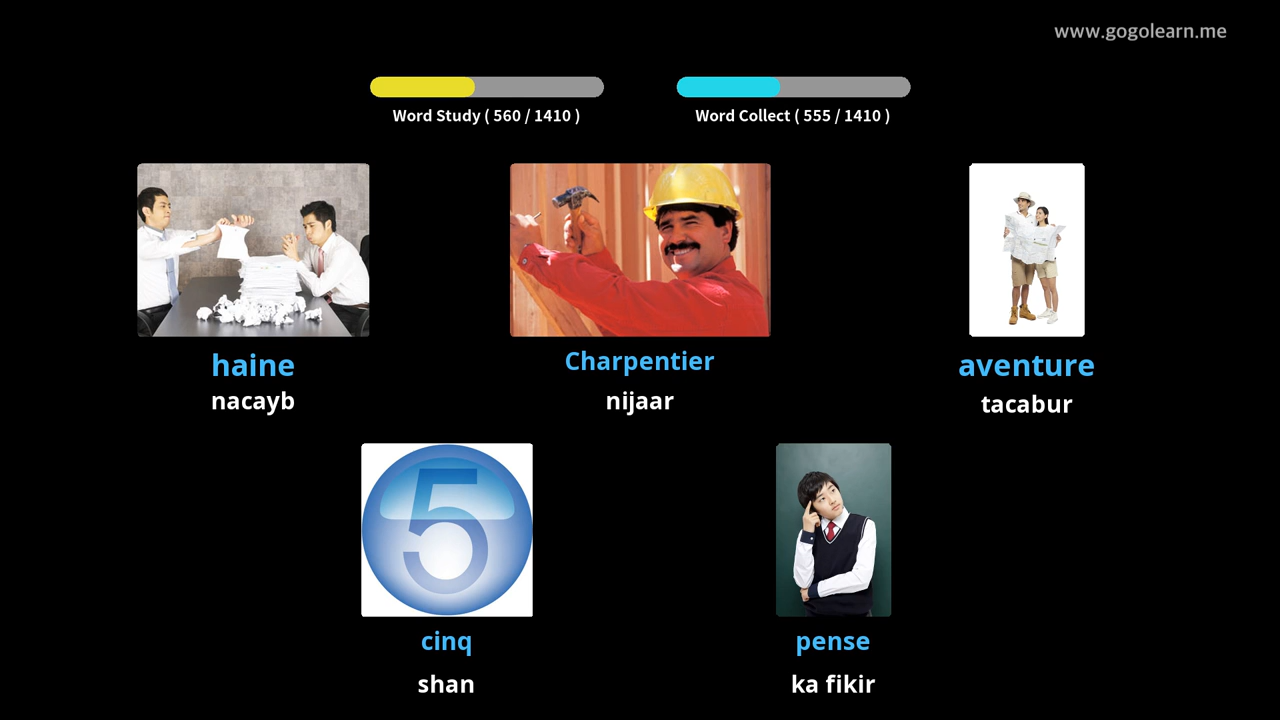 www.gogolearn.me
Word Study ( 560 / 1410 )
Word Collect ( 555 / 1410 )
haine
nacayb
Charpentier
nijaar
aventure
tacabur
5
cinq
shan
pense
ka fikir